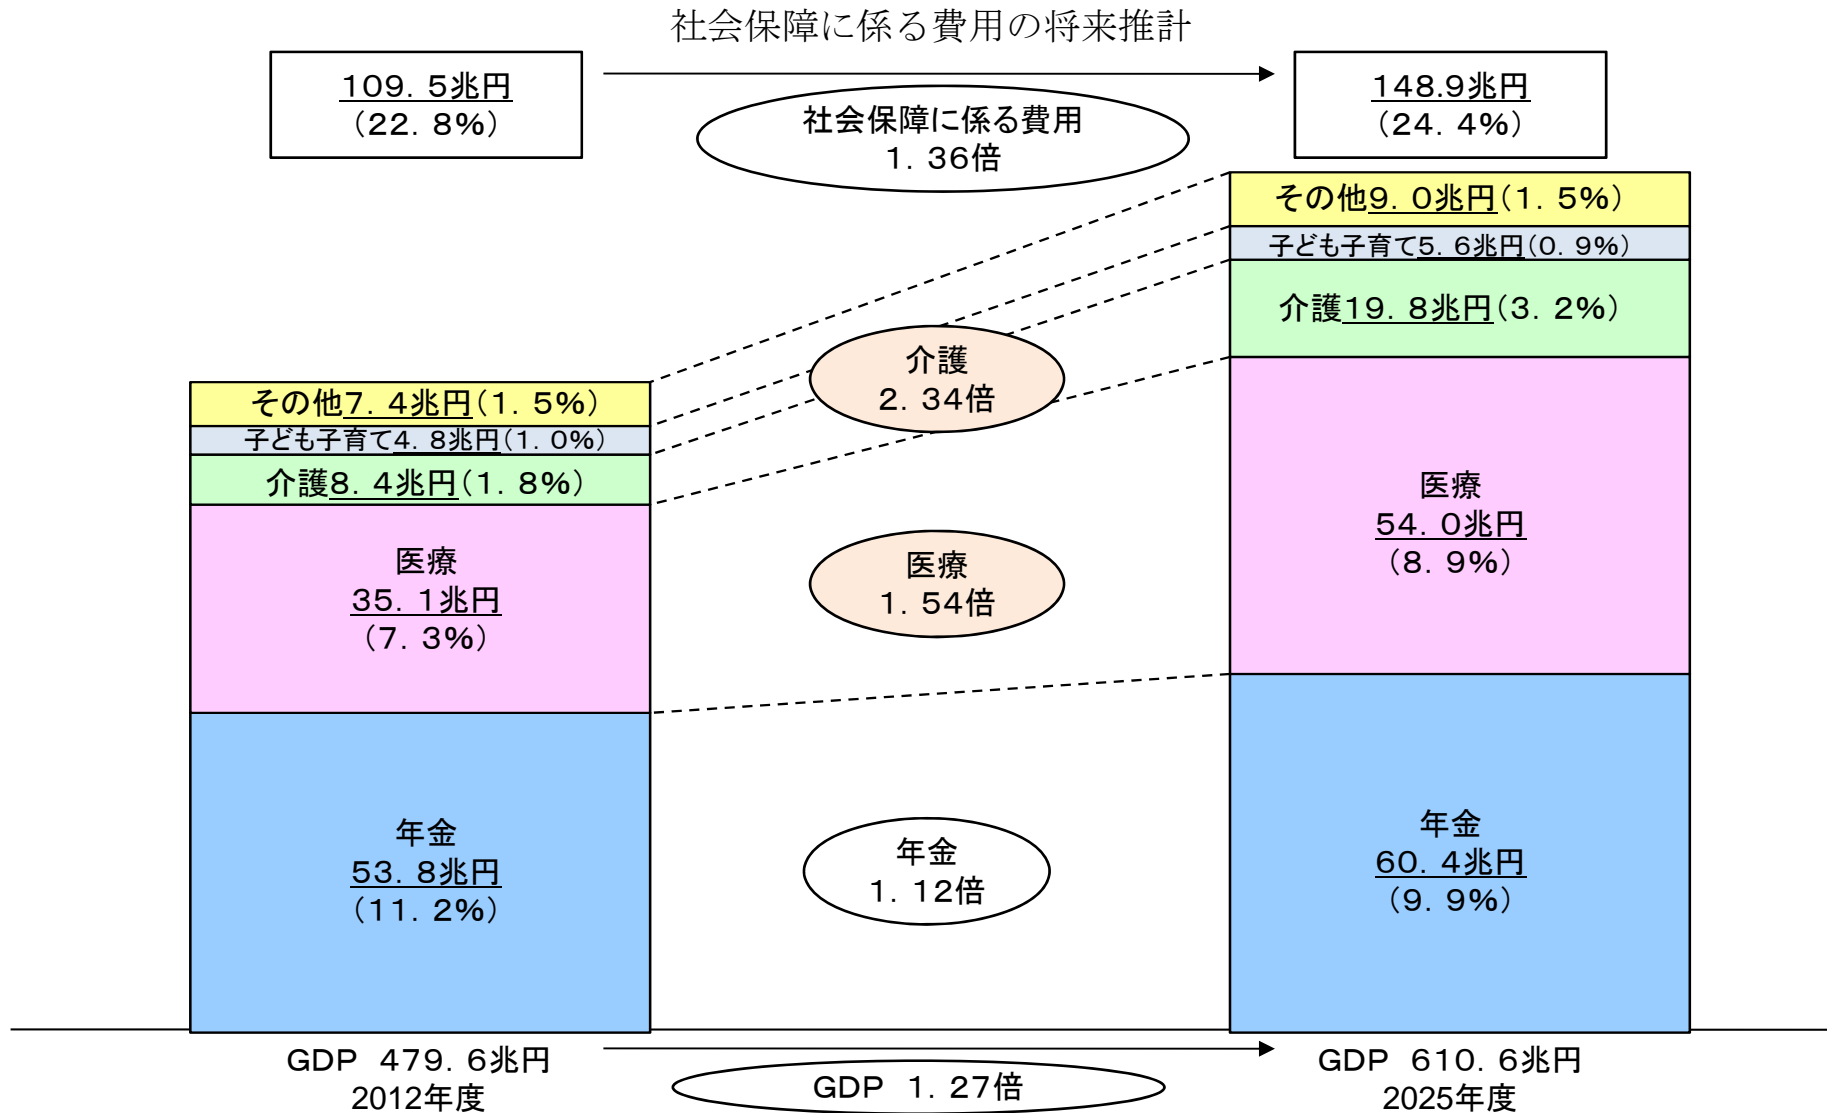 社会保障に係る費用の将来推計
109．5兆円
（22．8％）
社会保障に係る費用
1．36倍
148.9兆円
（24．4％）
その他7．4兆円（1．5％）
子ども子育て4．8兆円（1．0％）
介護8．4兆円（1．8％）
医療
35．1兆円
（7．3％）
年金
53．8兆円
（11．2％）
介護
2．34倍
医療
1．54倍
年金
1．12倍
その他9．0兆円（1．5％）
子ども子育て5．6兆円（0．9％）
介護19．8兆円（3．2％）
医療
54．0兆円
（8．9％）
年金
60．4兆円
（9．9％）
GDP　479．6兆円
2012年度
GDP　1．27倍
GDP　610．6兆円
2025年度